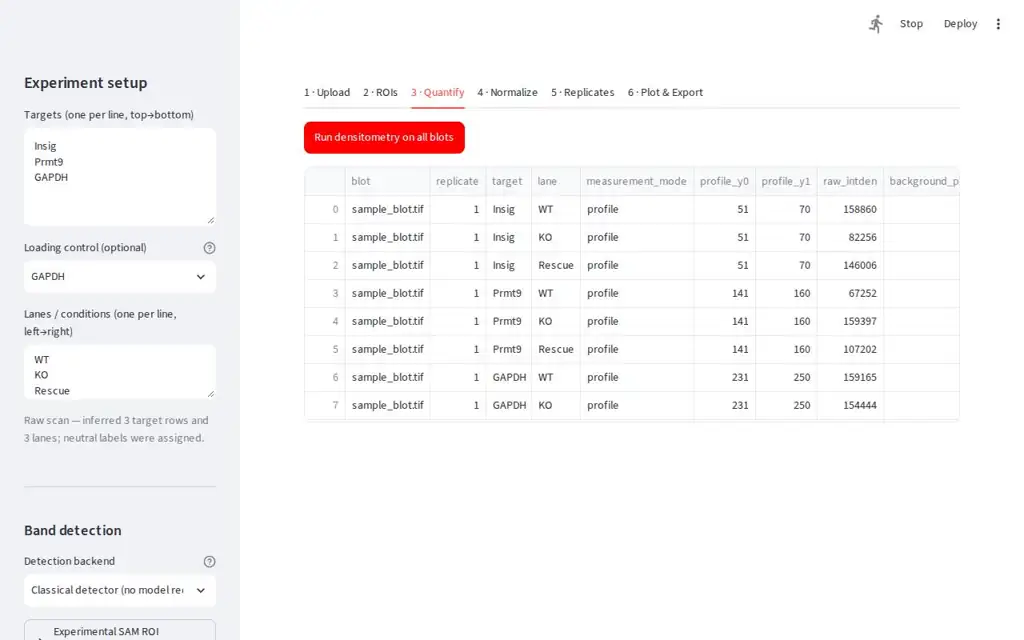 Stop Deploy
Experiment setup
Targets (one per line, top→bottom)
Insig
Prmt9
GAPDH
Loading control (optional)
GAPDH
Lanes / conditions (one per line,
left→right)
WT
KO
Rescue
Raw scan — inferred 3 target rows and
3 lanes; neutral labels were assigned.
Band detection
Detection backend
Classical detector (no model rec
Experimental SAM ROI
1 · Upload 2 · ROIs 3 · Quantify 4 · Normalize 5 · Replicates 6 · Plot & Export
Run densitometry on all blots
blot replicate target lane measurement_mode profile_y0 profile_y1 raw_intden background_p
0 sample_blot.tif 1 Insig WT profile 51 70 158860
1 sample_blot.tif 1 Insig KO profile 51 70 82256
2 sample_blot.tif 1 Insig Rescue profile 51 70 146006
3 sample_blot.tif 1 Prmt9 WT profile 141 160 67252
4 sample_blot.tif 1 Prmt9 KO profile 141 160 159397
5 sample_blot.tif 1 Prmt9 Rescue profile 141 160 107202
6 sample_blot.tif 1 GAPDH WT profile 231 250 159165
7 sample_blot.tif 1 GAPDH KO profile 231 250 154444